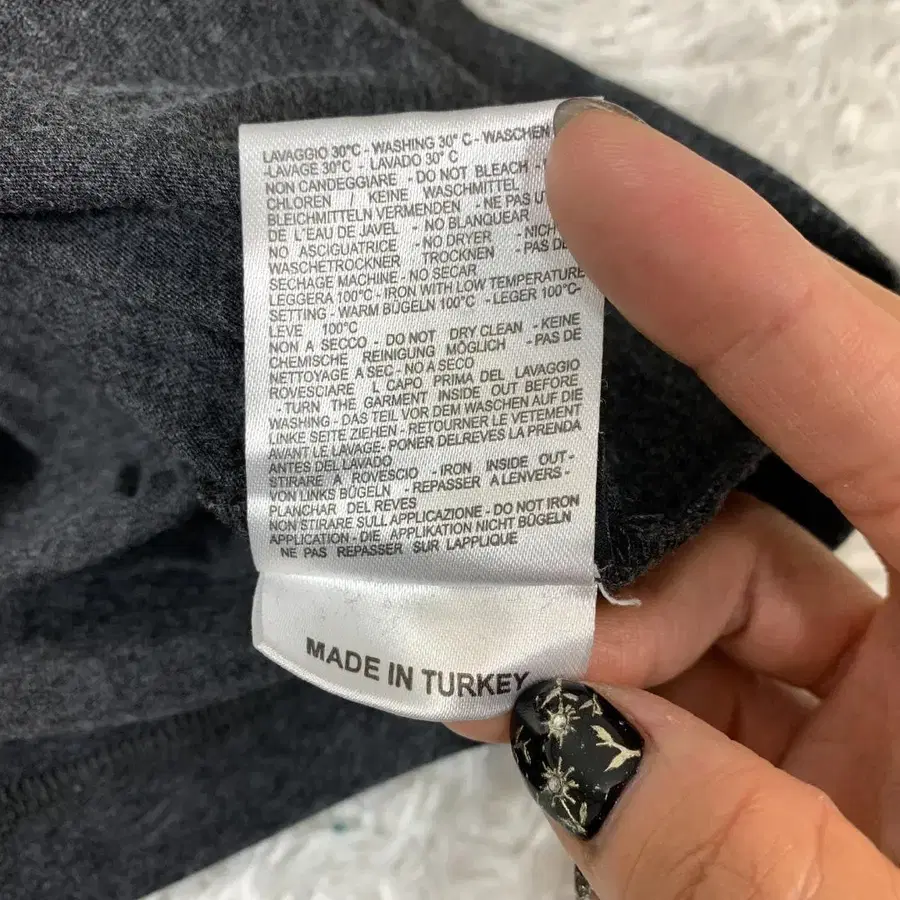 LAVAGGIO 30°C - WASHING 30° C - WASCHEN
-LAVAGE 30°C - LAVADO 30° C
NON CANDEGGIARE - DO NOT BLEACH -
CHLOREN / KEINE WASCHMITTEL
BLEICHMITTELN VERMENDEN - NE PAS
DE L'EAU DE JAVEL - NO BLANQUEAR
NO ASCIGUATRICE - NO DRYER -
WASCHETROCKNER TROCKNEN - PAS DE
SECHAGE MACHINE - NO SECAR
LEGGERA 100°C - IRON WITH LOW TEMPERATURE
SETTING - WARM BÜGELN 100°C - LEGER 100°C-
LEVE 100°C
NON A SECCO - DO NOT DRY CLEAN - KEINE
CHEMISCHE REINIGUNG MÖGLICH - PAS DE
NETTOYAGE A SEC - NO A SECO
ROVESCIARE L CAPO PRIMA DEL LAVAGGIO
- TURN THE GARMENT INSIDE OUT BEFORE
WASHING - DAS TEIL VOR DEM WASCHEN AUF DIE
LINKE SEITE ZIEHEN - RETOURNER LE VETEMENT
AVANT LE LAVAGE- PONER DELREVES LA PRENDA
ANTES DEL LAVADO
STIRARE A ROVESCIO - IRON INSIDE OUT-
VON LINKS BÜGELN - REPASSER A LENVERS -
PLANCHAR DEL REVES
NON STIRARE SULL APPLICAZIONE - DO NOT IRON
APPLICATION - DIE APPLIKATION NICHT BÜGELN
NE PAS REPASSER SUR LAPPLIQUE
MADE IN TURKEY